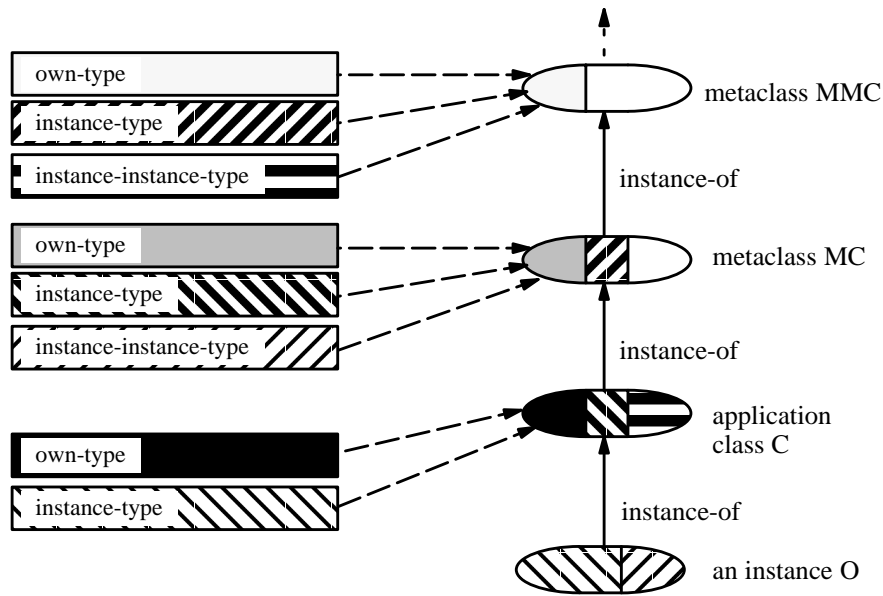 own-type
metaclass MMC
instance-type
instance-instance-type
instance-of
own-type
metaclass MC
instance-type
instance-instance-type
instance-of
application
class C
own-type
instance-type
instance-of
an instance O